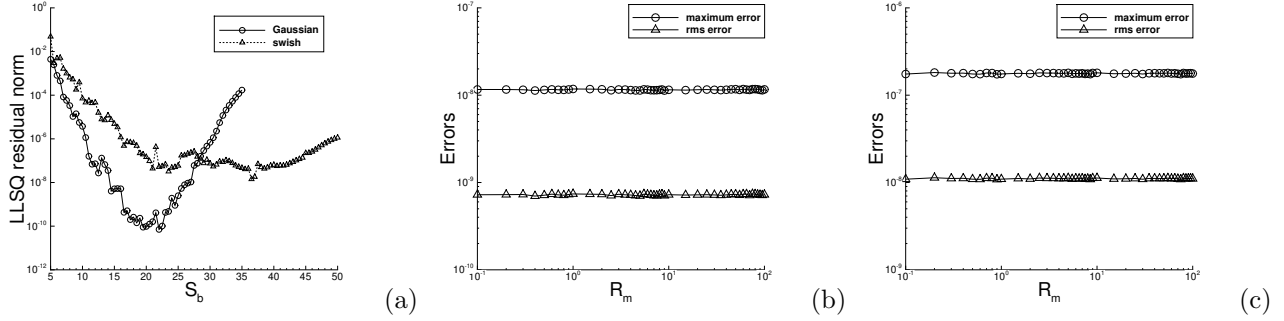 LLSQ residual norm
10^0
10^-2
10^-4
10^-6
10^-8
10^-10
10^-12
5 10 15 20 25 30 35 40 45 50
S_b
Gaussian
swish
(a)
Errors
10^-7
10^-8
10^-9
10^-10
10^-1 10^0 10^1 10^2
R_m
maximum error
rms error
(b)
Errors
10^-6
10^-7
10^-8
10^-9
10^-1 10^0 10^1 10^2
R_m
maximum error
rms error
(c)